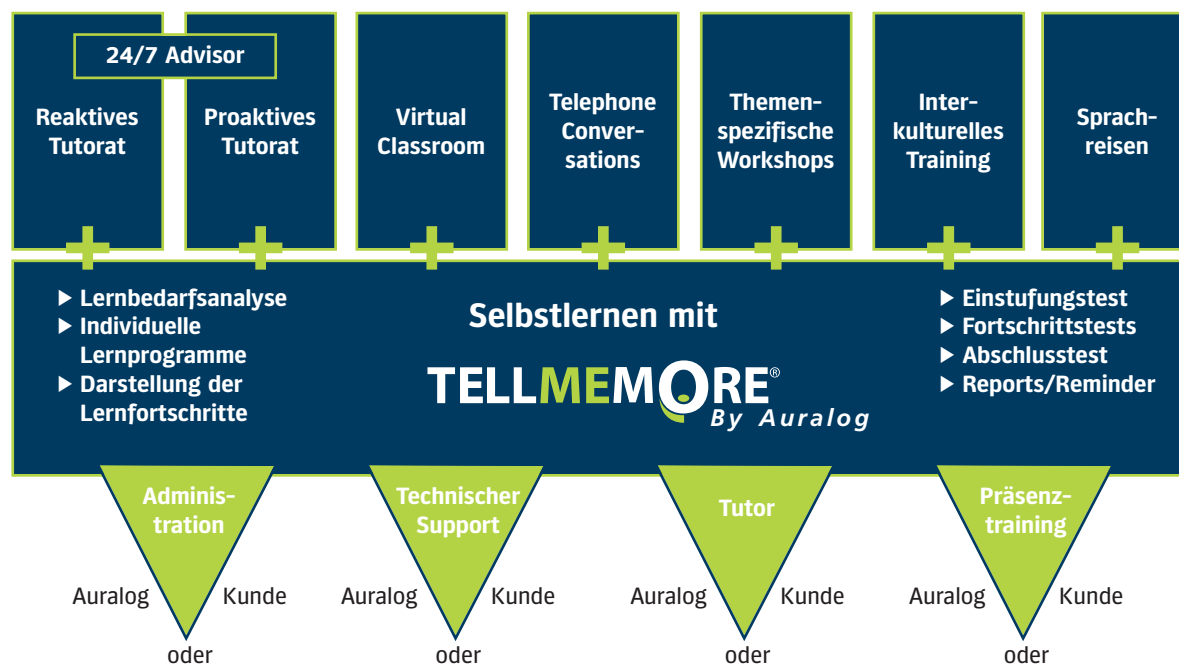 24/7 Advisor
Reaktives
Tutorat
Proaktives
Tutorat
Virtual
Classroom
Telephone
Conver-
sations
Themen-
spezifische
Workshops
Inter-
kulturelles
Training
Sprach-
reisen
▶ Lernbedarfsanalyse
▶ Individuelle
Lernprogramme
▶ Darstellung der
Lernfortschritte
Selbstlernen mit
TELLMEMORE®
By Auralog
▶ Einstufungstest
▶ Fortschrittstests
▶ Abschlusstest
▶ Reports/Reminder
Adminis-
tration
Auralog
Kunde
oder
Technischer
Support
Auralog
Kunde
oder
Tutor
Auralog
Kunde
oder
Präsenz-
training
Auralog
Kunde
oder